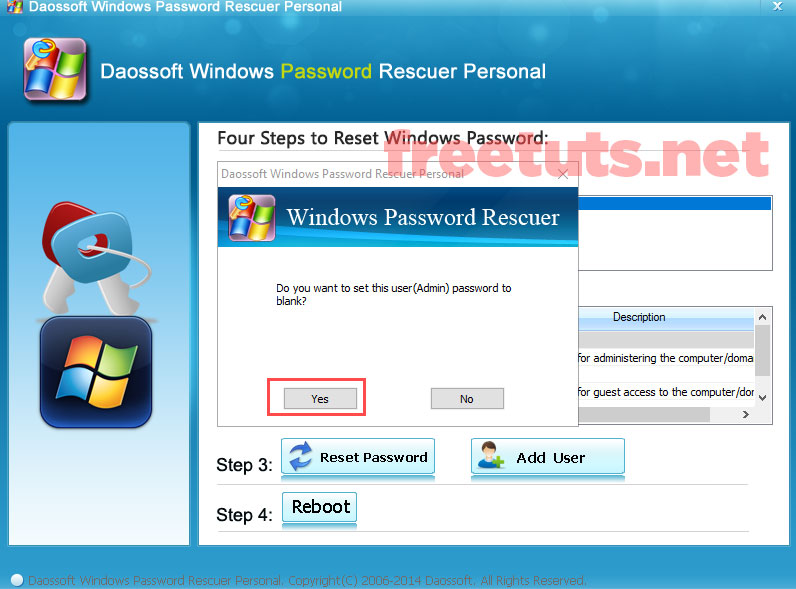 Daossoft Windows Password Rescuer Personal
Daossoft Windows Password Rescuer Personal
Four Steps to Reset Windows Password:
freetuts.net
Daossoft Windows Password Rescuer Personal
Windows Password Rescuer
Do you want to set this user(Admin) password to
blank?
Description
for administering the computer/doma
for guest access to the computer/dor
Yes
No
Step 3:
Reset Password
Add User
Step 4:
Reboot
Daossoft Windows Password Rescuer Personal. Copyright(C) 2006-2014 Daossoft. All Rights Reserved.